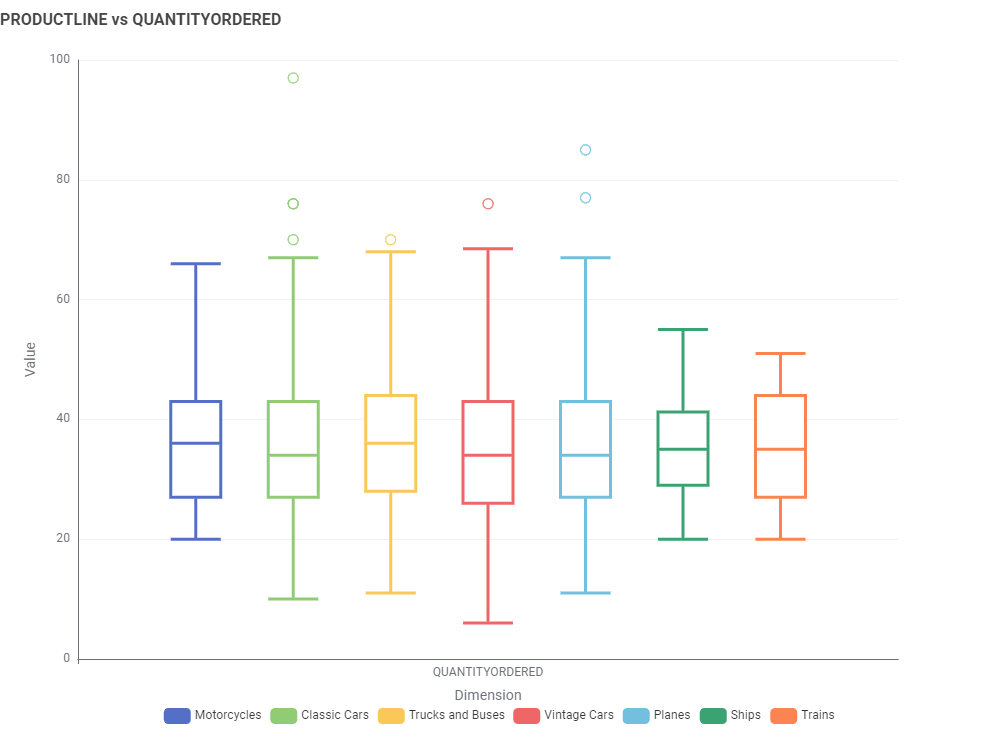 PRODUCTLINE vs QUANTITYORDERED
100
80
60
40
20
0
Value
QUANTITYORDERED
Dimension
Motorcycles Classic Cars Trucks and Buses Vintage Cars Planes Ships Trains